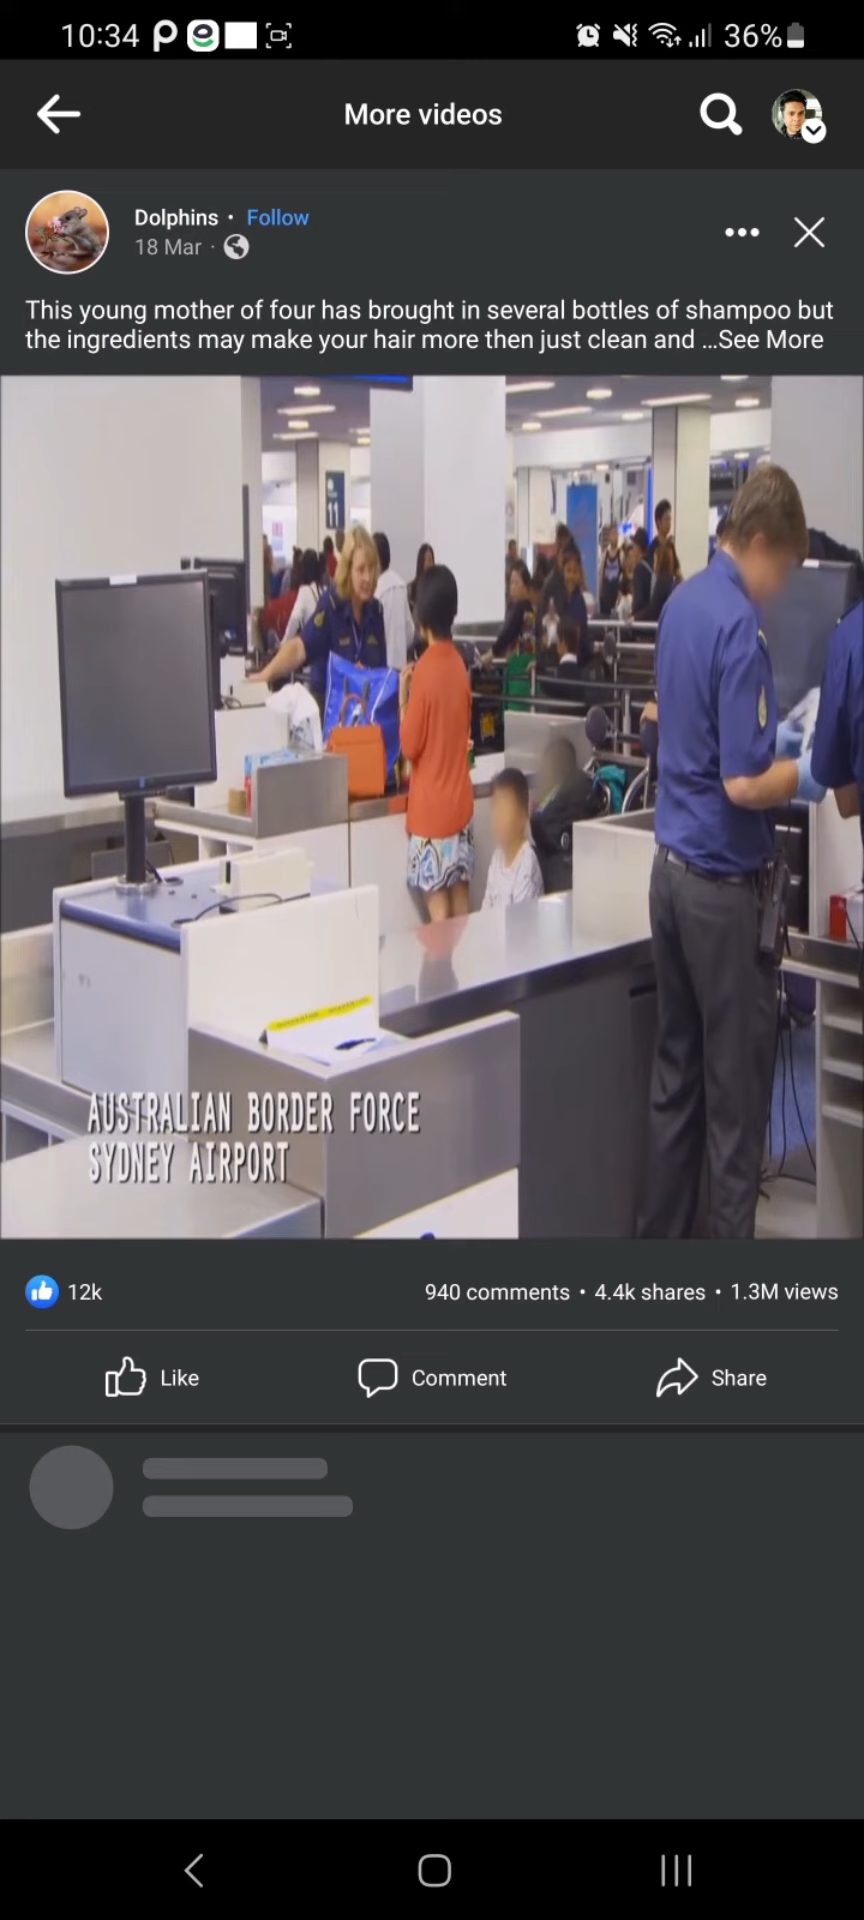 10:34
36%
More videos
Dolphins • Follow
18 Mar ·
This young mother of four has brought in several bottles of shampoo but
the ingredients may make your hair more then just clean and ...See More
11
AUSTRALIAN BORDER FORCE
SYDNEY AIRPORT
12k
940 comments • 4.4k shares • 1.3M views
Like
Comment
Share